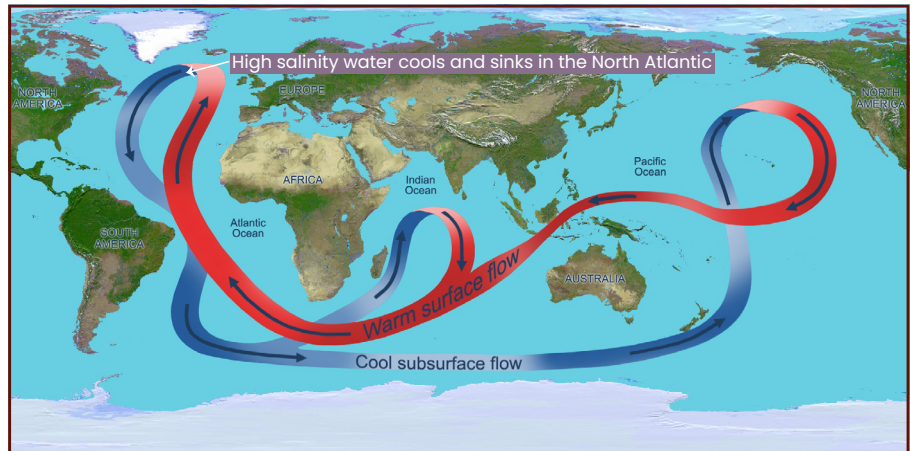 High salinity water cools and sinks in the North Atlantic
NORTH
AMERICA
EUROPE
NORTH
AMERICA
Pacific
Ocean
AFRICA
Indian
Ocean
Atlantic
Ocean
SOUTH
AMERICA
AUSTRALIA
Warm surface flow
Cool subsurface flow